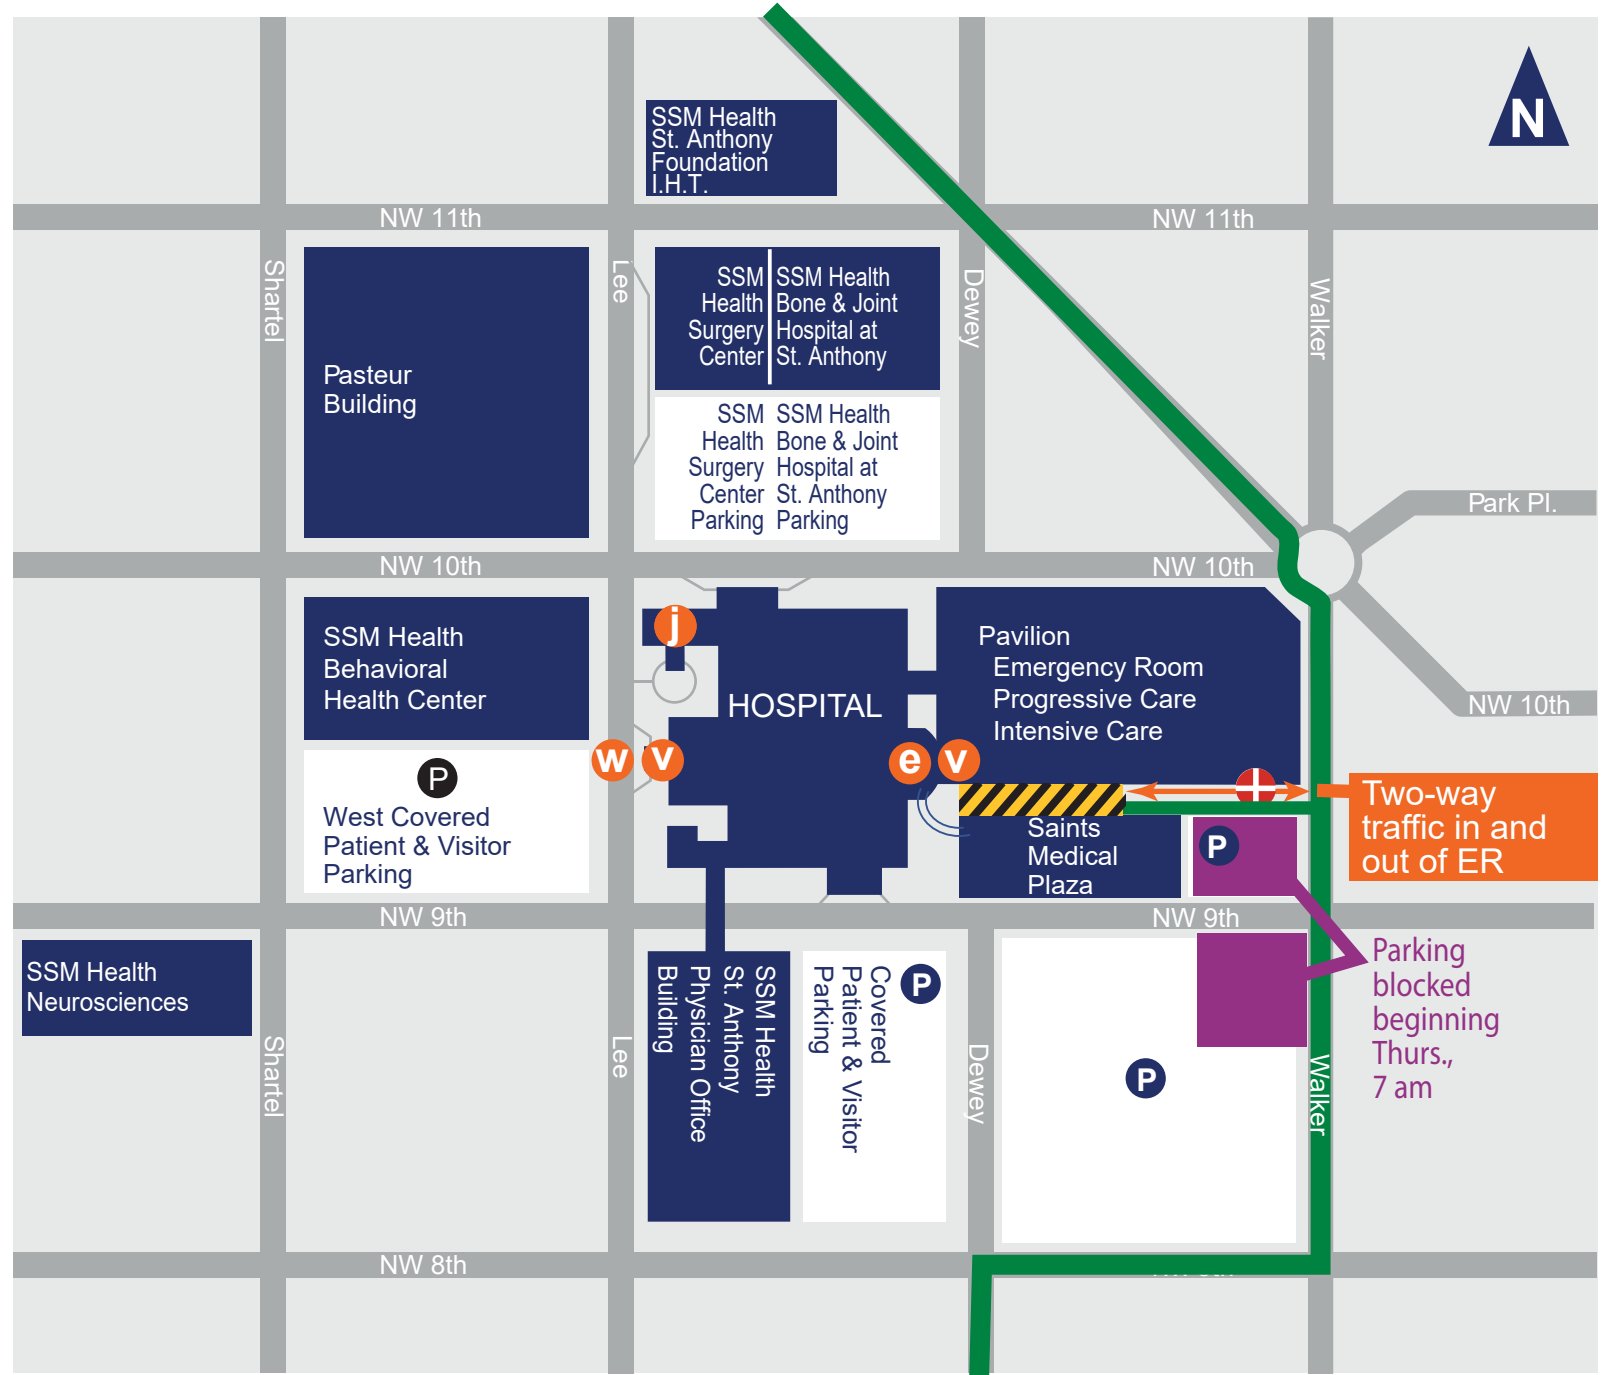 N
SSM Health
St. Anthony
Foundation
I.H.T.
NW 11th
NW 11th
Shartel
Lee
Dewey
Walker
SSM
Health
Surgery
Center
SSM Health
Bone & Joint
Hospital at
St. Anthony
Pasteur
Building
SSM
Health
Surgery
Center
Parking
SSM Health
Bone & Joint
Hospital at
St. Anthony
Parking
Park Pl.
NW 10th
NW 10th
SSM Health
Behavioral
Health Center
j
HOSPITAL
Pavilion
Emergency Room
Progressive Care
Intensive Care
NW 10th
w
v
e
v
P
West Covered
Patient & Visitor
Parking
Two-way
traffic in and
out of ER
Saints
Medical
Plaza
P
NW 9th
NW 9th
SSM Health
Neurosciences
SSM Health
St. Anthony
Physician Office
Building
Covered
Patient & Visitor
Parking
P
Parking
blocked
beginning
Thurs.,
7 am
P
Shartel
Lee
Dewey
Walker
NW 8th